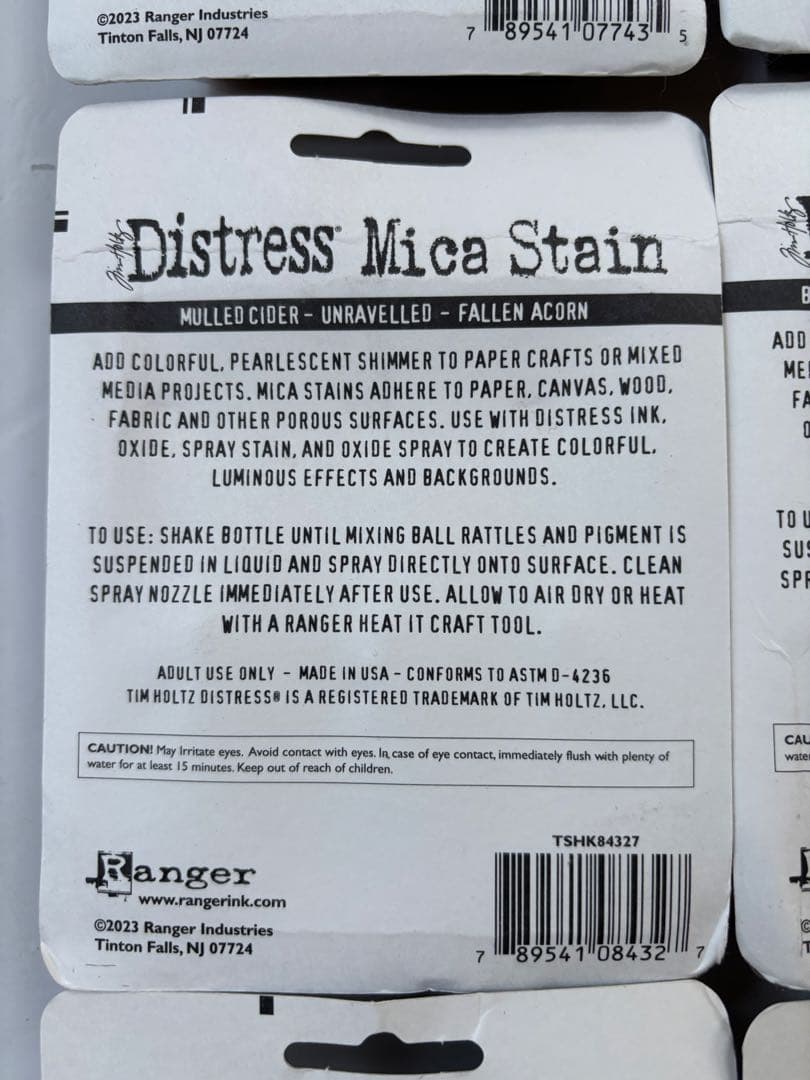 ©2023 Ranger Industries
Tinton Falls, NJ 07724
7 89541 07743 5
Tim Holtz Distress® Mica Stain
MULLED CIDER - UNRAVELLED - FALLEN ACORN
ADD COLORFUL, PEARLESCENT SHIMMER TO PAPER CRAFTS OR MIXED
MEDIA PROJECTS. MICA STAINS ADHERE TO PAPER, CANVAS, WOOD,
FABRIC AND OTHER POROUS SURFACES. USE WITH DISTRESS INK,
OXIDE, SPRAY STAIN, AND OXIDE SPRAY TO CREATE COLORFUL,
LUMINOUS EFFECTS AND BACKGROUNDS.
TO USE: SHAKE BOTTLE UNTIL MIXING BALL RATTLES AND PIGMENT IS
SUSPENDED IN LIQUID AND SPRAY DIRECTLY ONTO SURFACE. CLEAN
SPRAY NOZZLE IMMEDIATELY AFTER USE. ALLOW TO AIR DRY OR HEAT
WITH A RANGER HEAT IT CRAFT TOOL.
ADULT USE ONLY - MADE IN USA - CONFORMS TO ASTM D-4236
TIM HOLTZ DISTRESS® IS A REGISTERED TRADEMARK OF TIM HOLTZ, LLC.
CAUTION! May Irritate eyes. Avoid contact with eyes. In case of eye contact, immediately flush with plenty of
water for at least 15 minutes. Keep out of reach of children.
TSHK84327
Ranger
www.rangerink.com
©2023 Ranger Industries
Tinton Falls, NJ 07724
7 89541 08432 7
Tim Holtz
ADD
TO